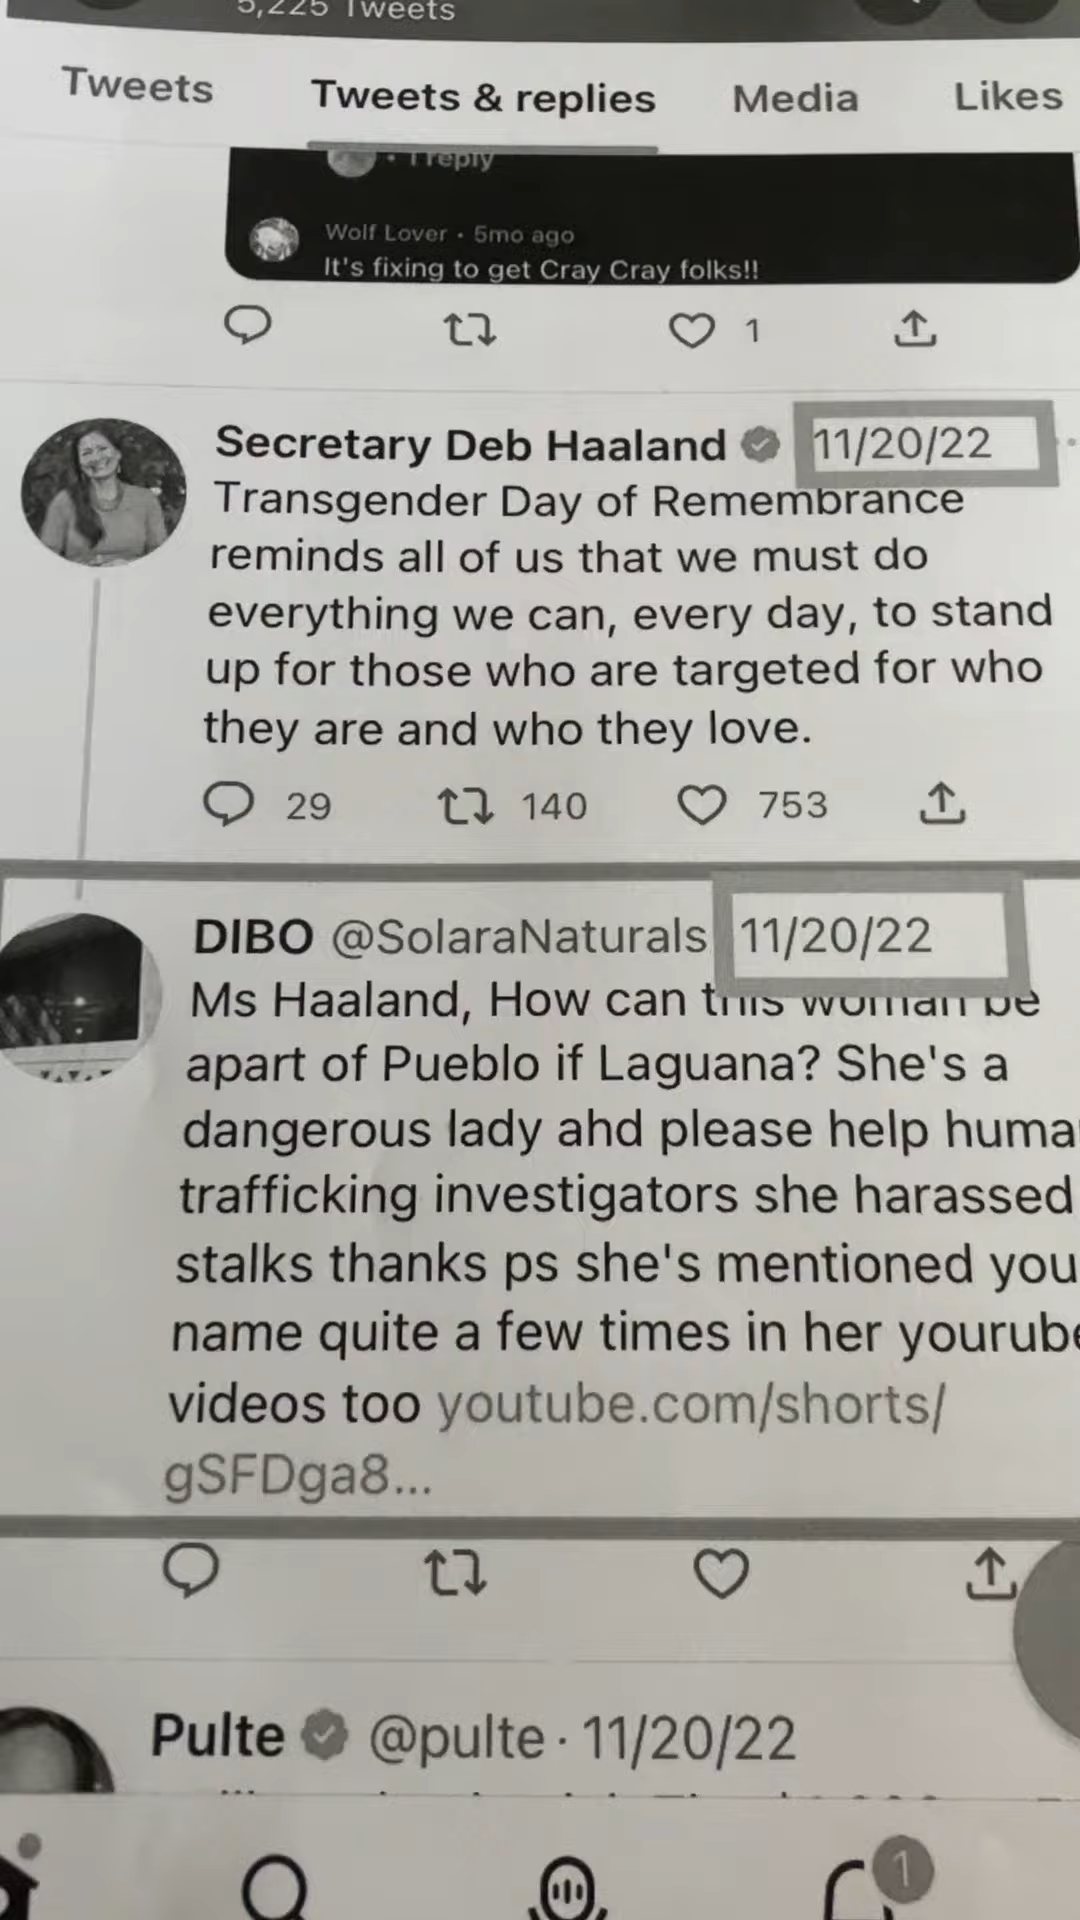 5,225 Tweets
Tweets Tweets & replies Media Likes
• 1 reply
Wolf Lover • 5mo ago
It's fixing to get Cray Cray folks!!
1
Secretary Deb Haaland 11/20/22
Transgender Day of Remembrance
reminds all of us that we must do
everything we can, every day, to stand
up for those who are targeted for who
they are and who they love.
29 140 753
DIBO @SolaraNaturals 11/20/22
Ms Haaland, How can this woman be
apart of Pueblo if Laguana? She's a
dangerous lady ahd please help huma
trafficking investigators she harassed
stalks thanks ps she's mentioned you
name quite a few times in her yourube
videos too youtube.com/shorts/
gSFDga8...
Pulte @pulte · 11/20/22
1